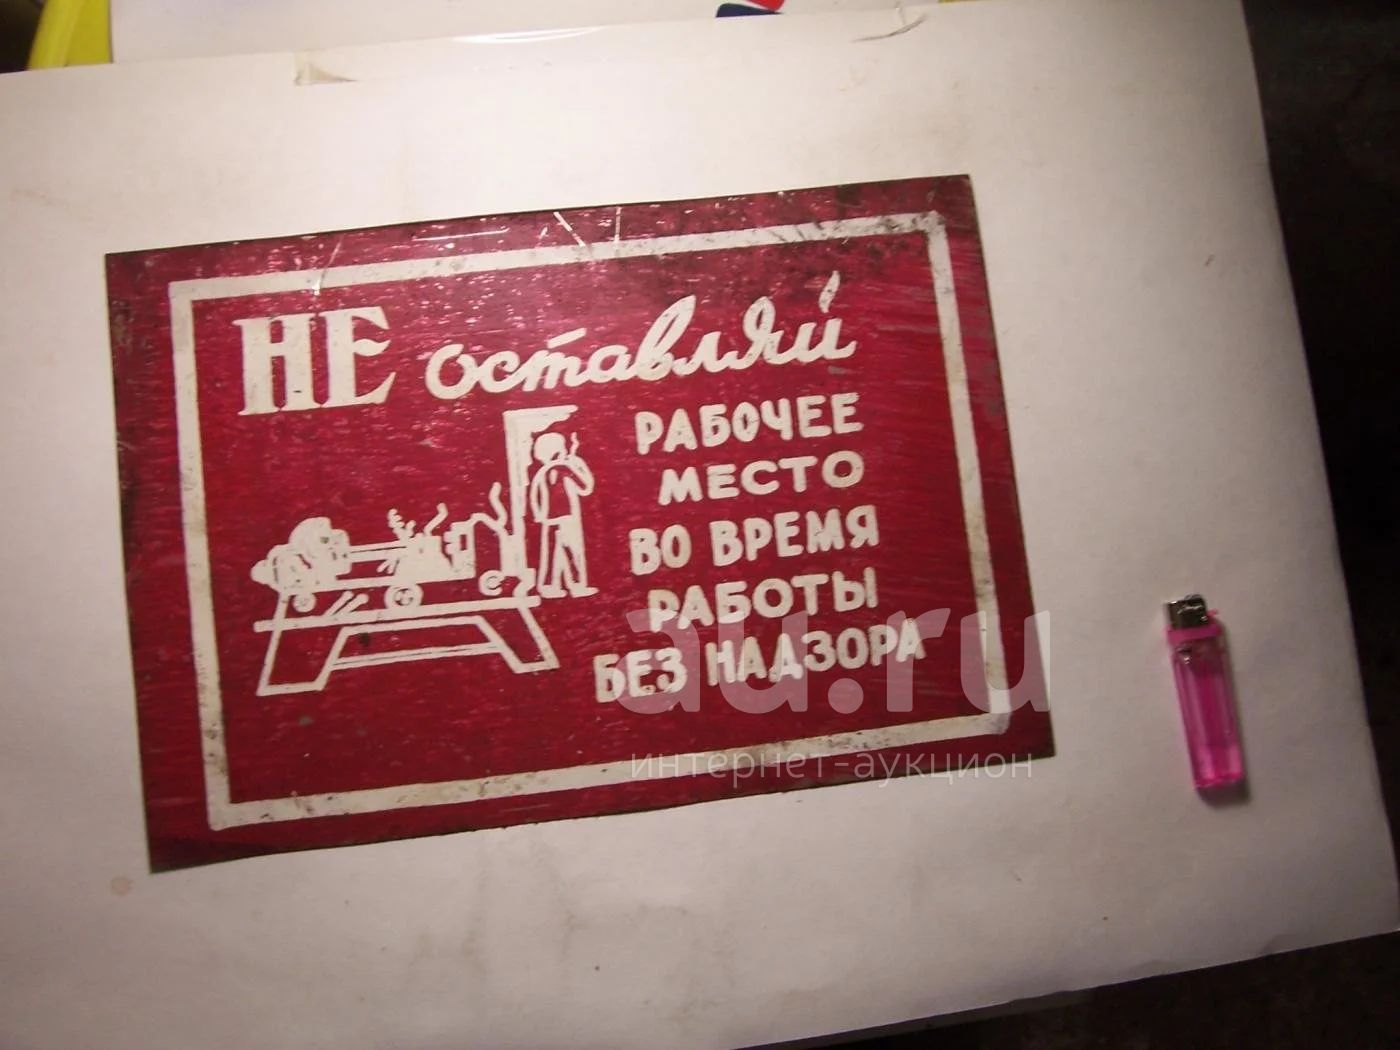 НЕ оставляй
РАБОЧЕЕ
МЕСТО
ВО ВРЕМЯ
РАБОТЫ
БЕЗ НАДЗОРА
au.ru
интернет-аукцион